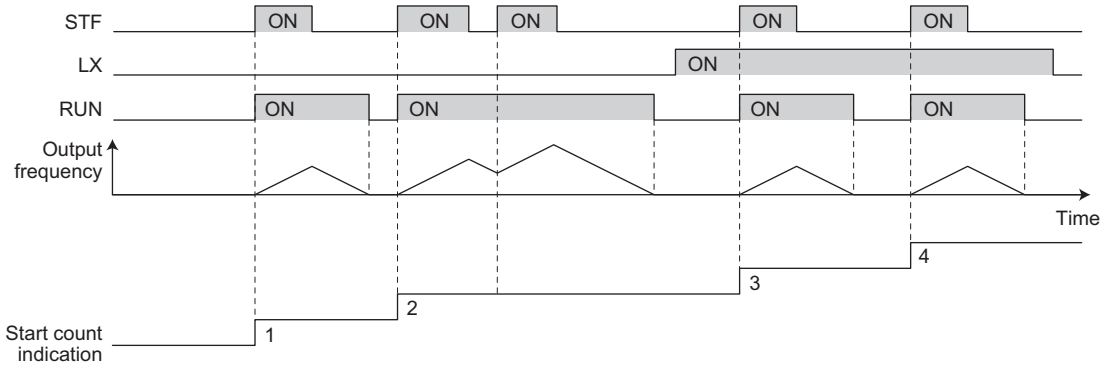 STF ON ON ON ON ON
LX ON
RUN ON ON ON ON
Output
frequency
Time
4
3
2
1
Start count
indication